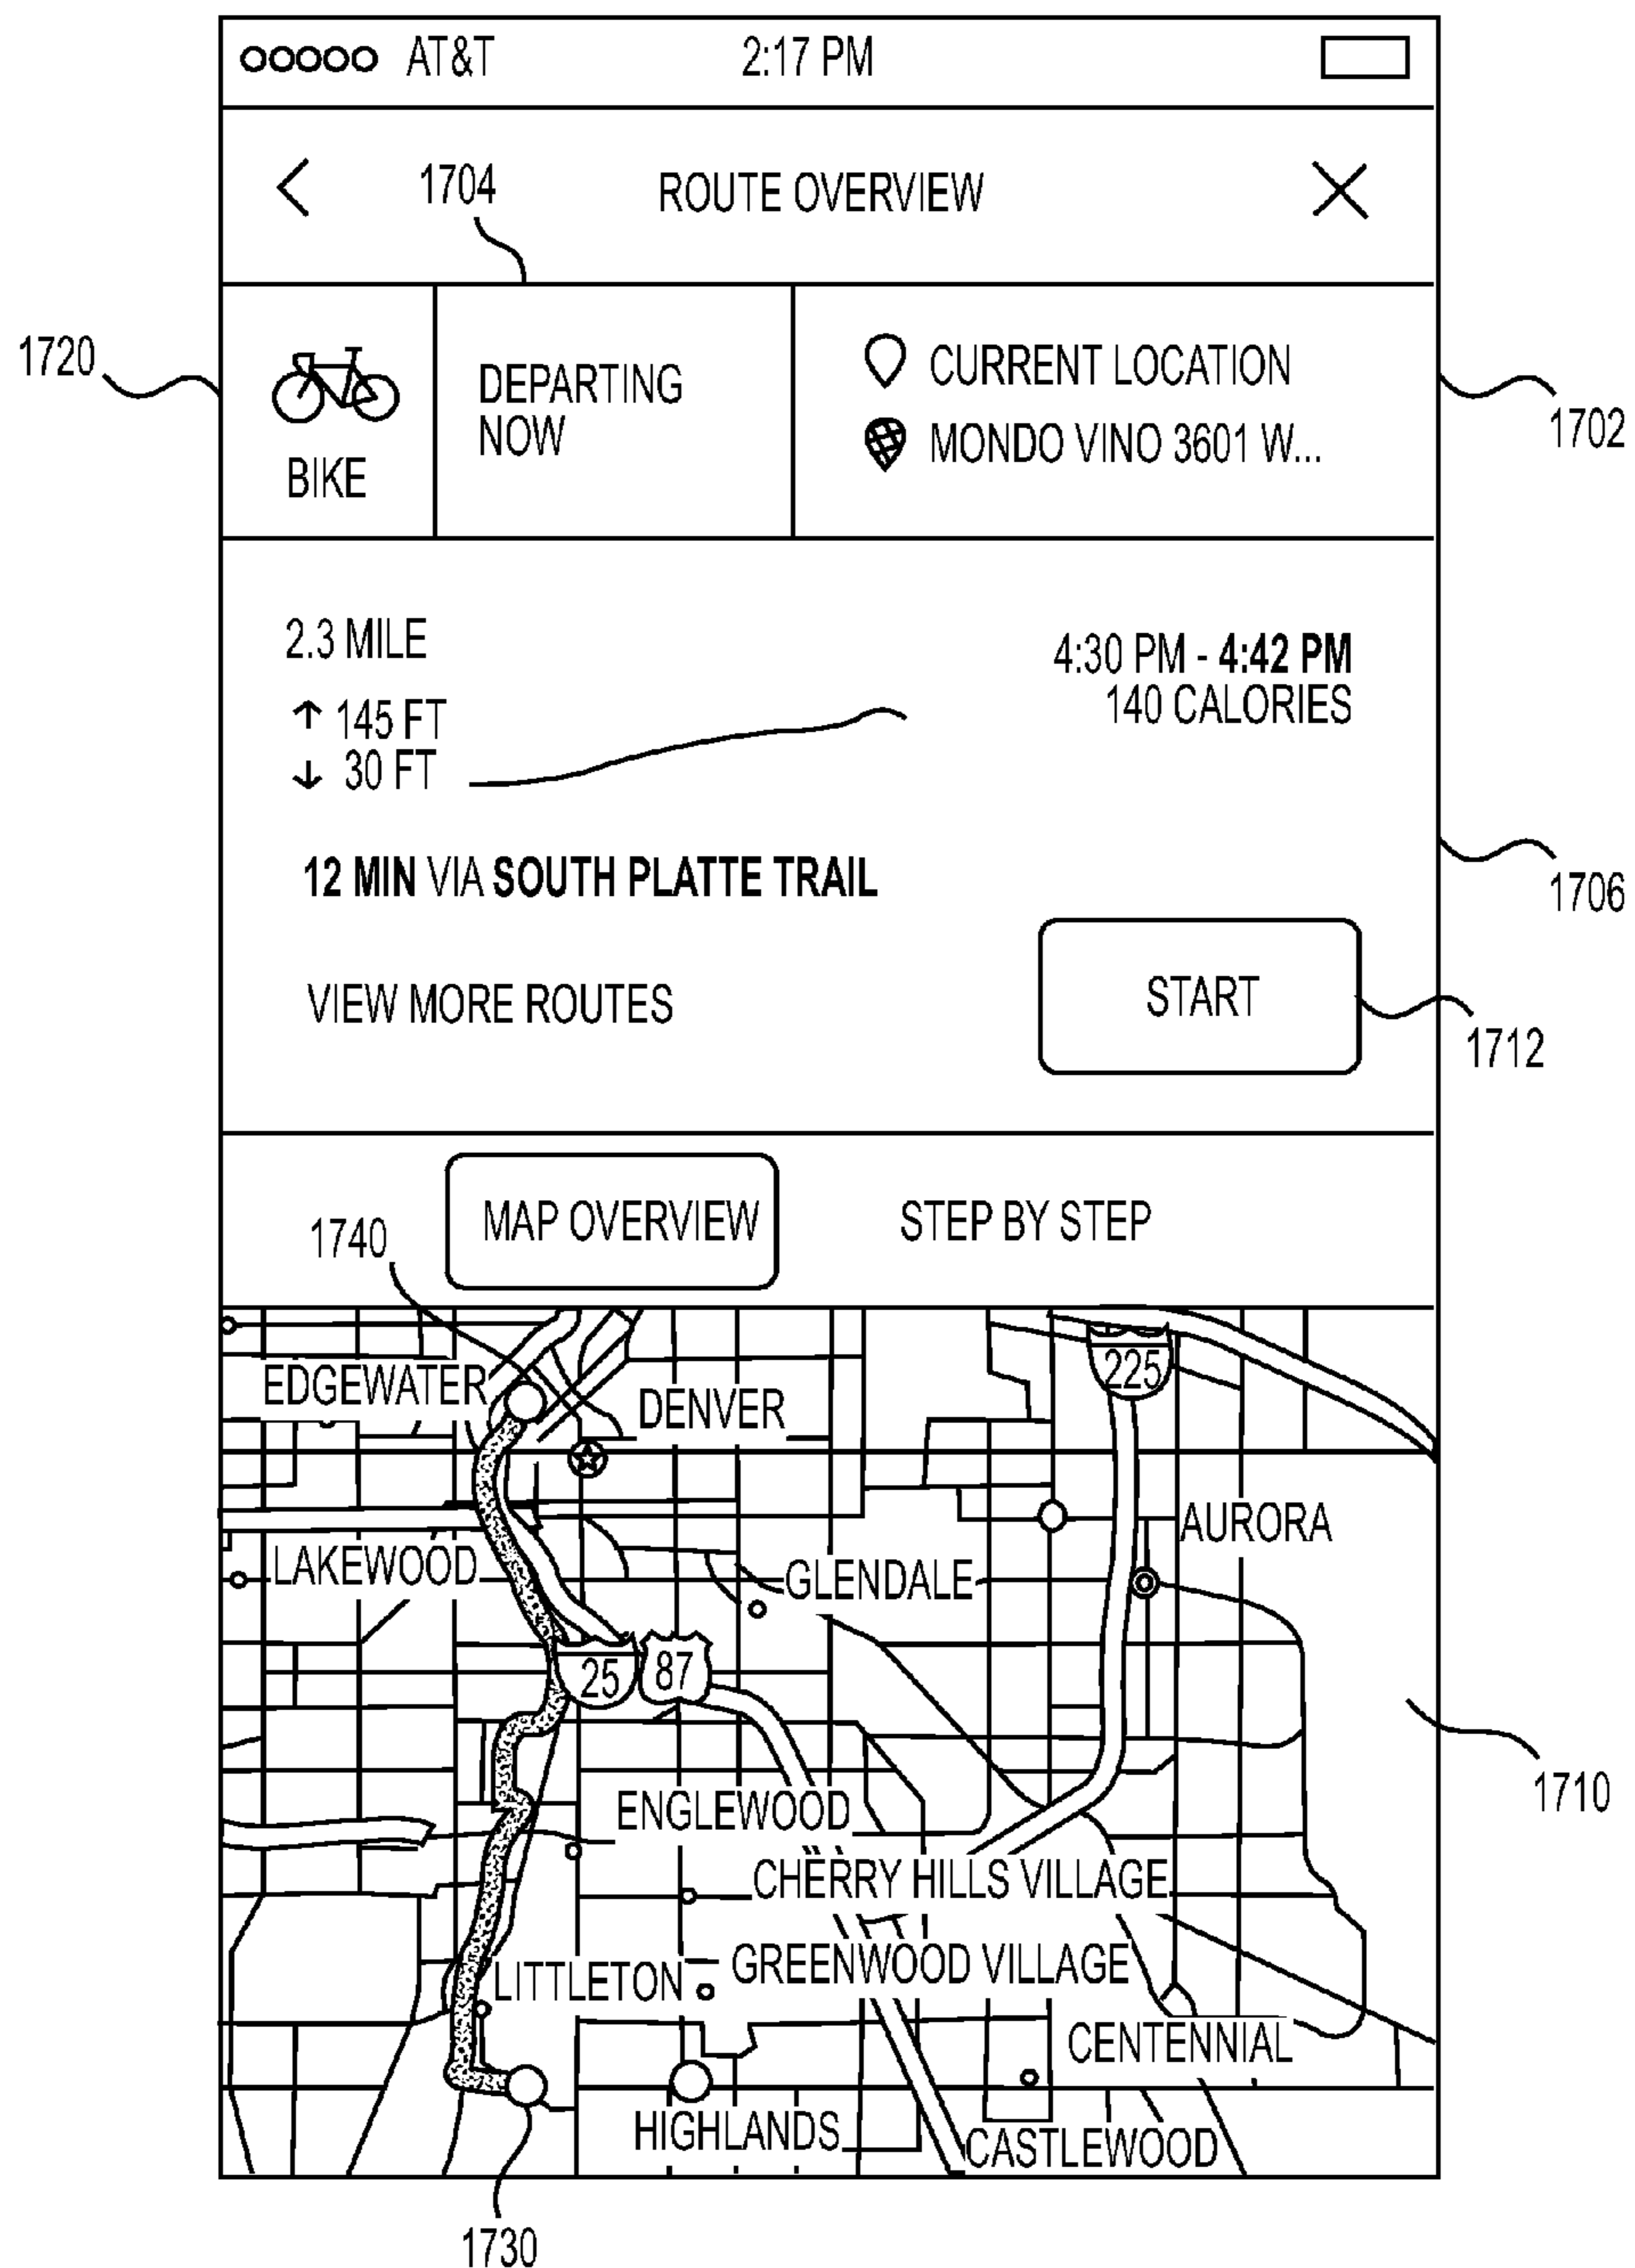 ooooo AT&T 2:17 PM
1704
ROUTE OVERVIEW
1720
BIKE
DEPARTING
NOW
CURRENT LOCATION
MONDO VINO 3601 W...
1702
2.3 MILE
↑ 145 FT
↓ 30 FT
4:30 PM - 4:42 PM
140 CALORIES
12 MIN VIA SOUTH PLATTE TRAIL
1706
VIEW MORE ROUTES
START
1712
MAP OVERVIEW
STEP BY STEP
1740
225
EDGEWATER
DENVER
AURORA
LAKEWOOD
GLENDALE
25
87
1710
ENGLEWOOD
CHERRY HILLS VILLAGE
GREENWOOD VILLAGE
LITTLETON
CENTENNIAL
HIGHLANDS
CASTLEWOOD
1730